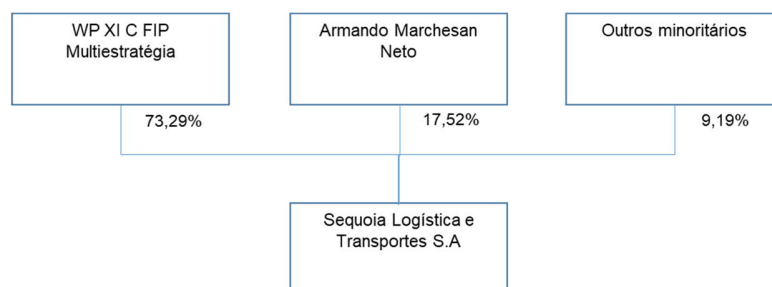 WP XI C FIP
Multiestratégia
Armando Marchesan
Neto
Outros minoritários
73,29%
17,52%
9,19%
Sequoia Logística e
Transportes S.A